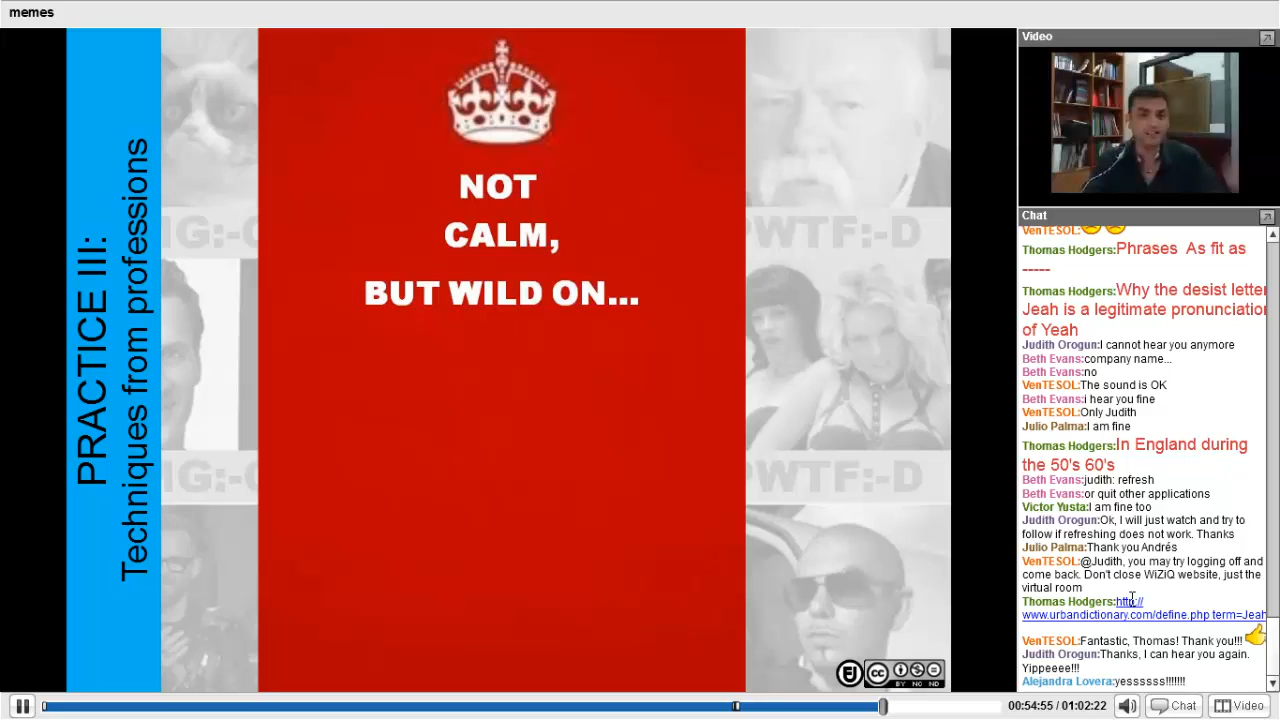 memes
PRACTICE III:
Techniques from professions
NOT
CALM,
BUT WILD ON...
NG:-
PWTF:-D
PWTF:-D
BY NC ND
Video
Chat
VenTESOL:
Thomas Hodgers:Phrases As fit as
-----
Thomas Hodgers:Why the desist letter
Jeah is a legitimate pronunciation
of Yeah
Judith Orogun:I cannot hear you anymore
Beth Evans:company name...
Beth Evans:no
VenTESOL:The sound is OK
Beth Evans:i hear you fine
VenTESOL:Only Judith
Julio Palma:I am fine
Thomas Hodgers:In England during
the 50's 60's
Beth Evans:judith: refresh
Beth Evans:or quit other applications
Victor Yusta:I am fine too
Judith Orogun:Ok, I will just watch and try to
follow if refreshing does not work. Thanks
Julio Palma:Thank you Andrés
VenTESOL:@Judith, you may try logging off and
come back. Don't close WiZiQ website, just the
virtual room
Thomas Hodgers:http://
www.urbandictionary.com/define.php term=Jeah
VenTESOL:Fantastic, Thomas! Thank you!!!
Judith Orogun:Thanks, I can hear you again.
Yippeeee!!!
Alejandra Lovera:yessssss!!!!!!!
00:54:55 / 01:02:22
Chat
Video